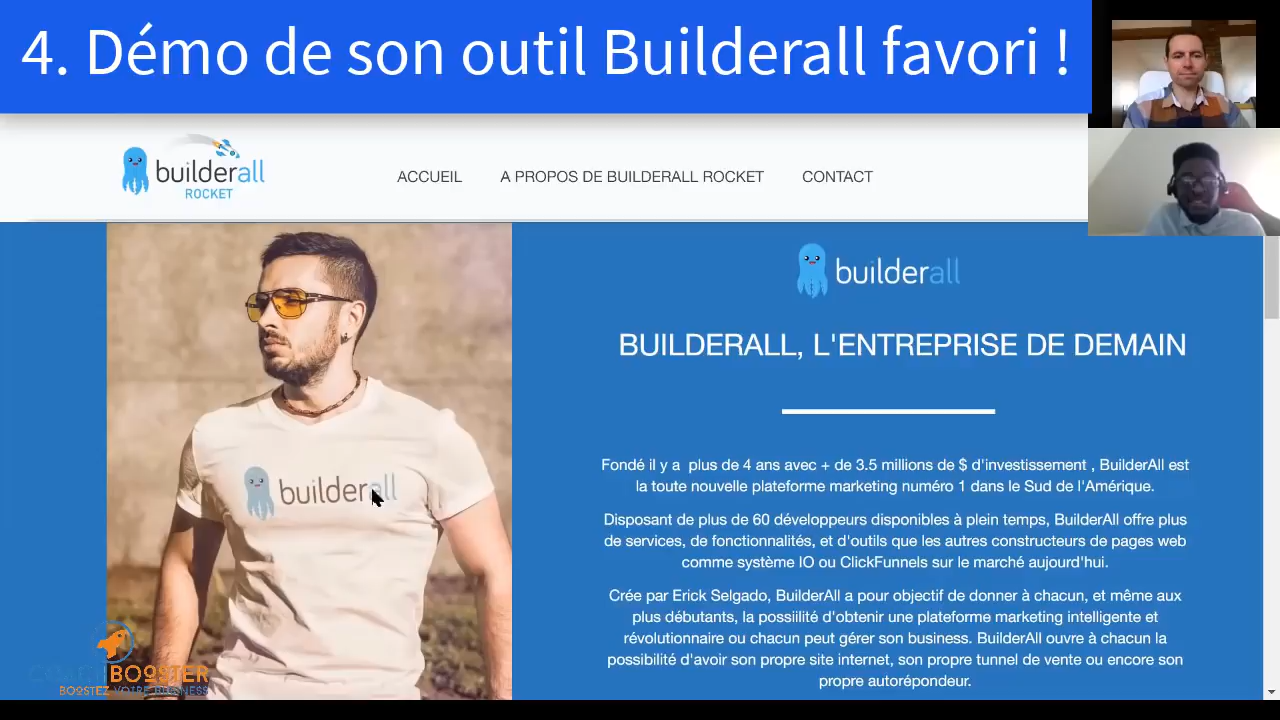 4. Démo de son outil Builderall favori !
builderall
ROCKET
ACCUEIL
A PROPOS DE BUILDERALL ROCKET
CONTACT
builderall
BUILDERALL, L'ENTREPRISE DE DEMAIN
builderall
Fondé il y a plus de 4 ans avec + de 3.5 millions de $ d'investissement , BuilderAll est
la toute nouvelle plateforme marketing numéro 1 dans le Sud de l'Amérique.
Disposant de plus de 60 développeurs disponibles à plein temps, BuilderAll offre plus
de services, de fonctionnalités, et d'outils que les autres constructeurs de pages web
comme système IO ou ClickFunnels sur le marché aujourd'hui.
Crée par Erick Selgado, BuilderAll a pour objectif de donner à chacun, et même aux
plus débutants, la possiilité d'obtenir une plateforme marketing intelligente et
révolutionnaire ou chacun peut gérer son business. BuilderAll ouvre à chacun la
possibilité d'avoir son propre site internet, son propre tunnel de vente ou encore son
propre autorépondeur.
BOOSTER
BOOSTEZ VOTRE BUSINESS